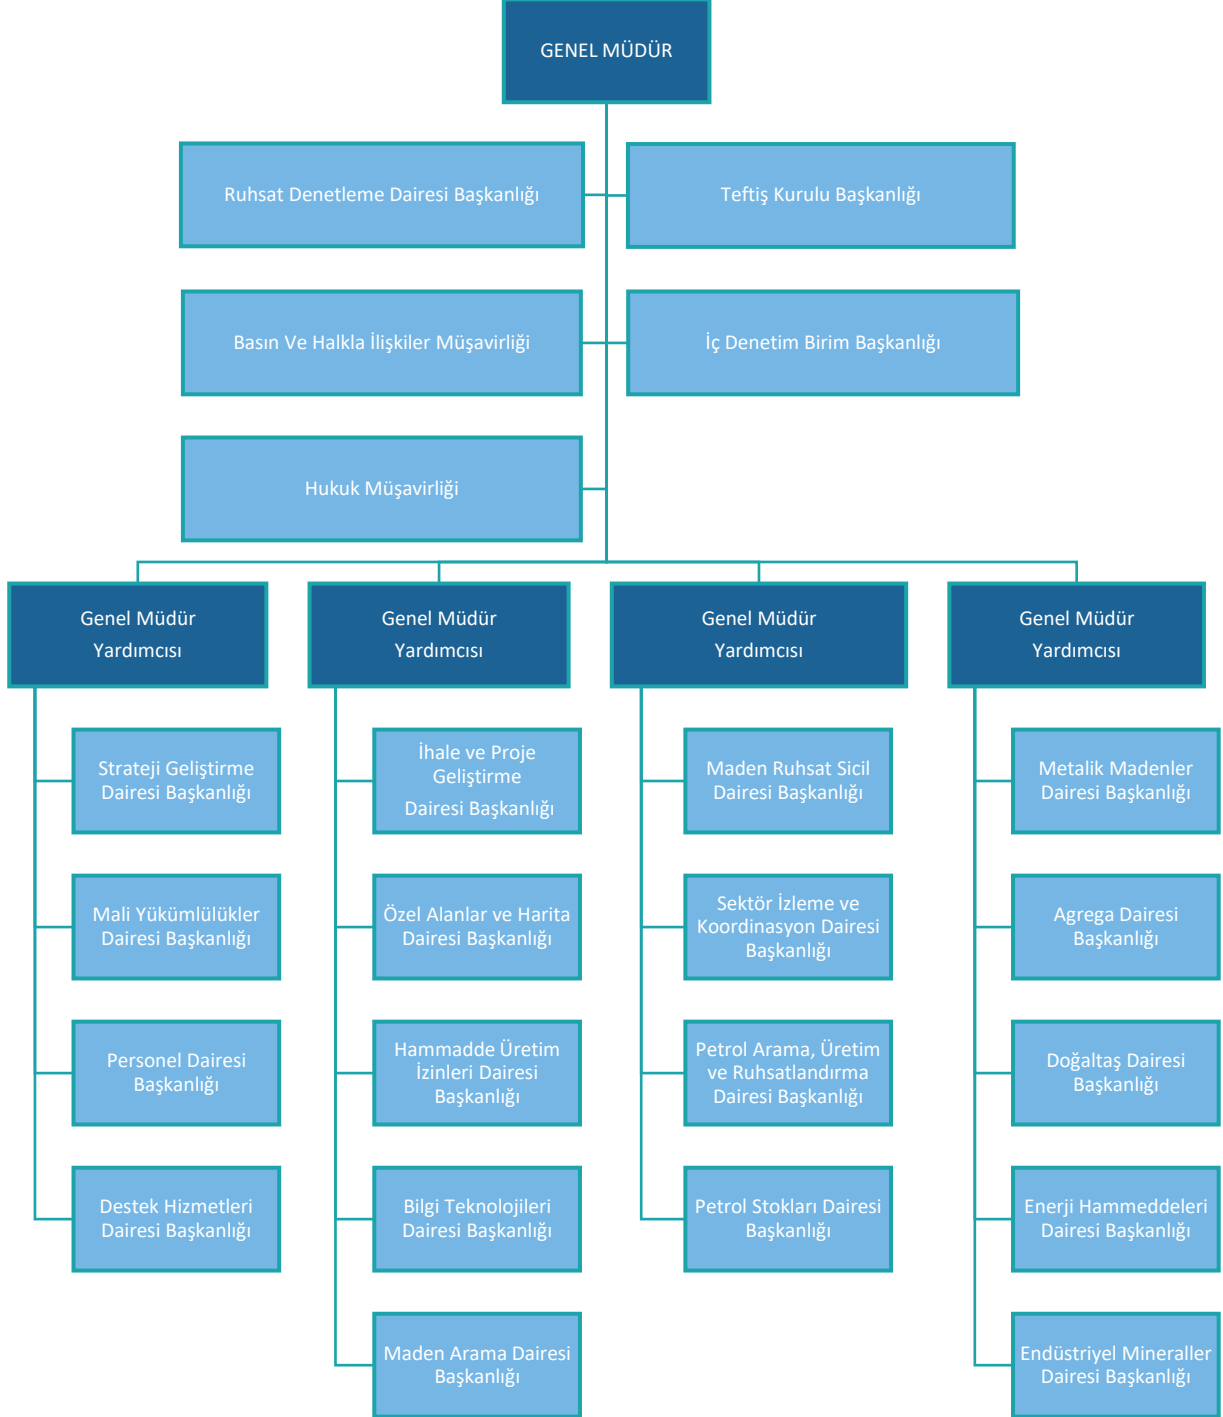 GENEL MÜDÜR
Ruhsat Denetleme Dairesi Başkanlığı
Teftiş Kurulu Başkanlığı
Basın Ve Halkla İlişkiler Müşavirliği
İç Denetim Birim Başkanlığı
Hukuk Müşavirliği
Genel Müdür
Yardımcısı
Strateji Geliştirme
Dairesi Başkanlığı
Mali Yükümlülükler
Dairesi Başkanlığı
Personel Dairesi
Başkanlığı
Destek Hizmetleri
Dairesi Başkanlığı
Genel Müdür
Yardımcısı
İhale ve Proje
Geliştirme
Dairesi Başkanlığı
Özel Alanlar ve Harita
Dairesi Başkanlığı
Hammadde Üretim
İzinleri Dairesi
Başkanlığı
Bilgi Teknolojileri
Dairesi Başkanlığı
Maden Arama Dairesi
Başkanlığı
Genel Müdür
Yardımcısı
Maden Ruhsat Sicil
Dairesi Başkanlığı
Sektör İzleme ve
Koordinasyon Dairesi
Başkanlığı
Petrol Arama, Üretim
ve Ruhsatlandırma
Dairesi Başkanlığı
Petrol Stokları Dairesi
Başkanlığı
Genel Müdür
Yardımcısı
Metalik Madenler
Dairesi Başkanlığı
Agrega Dairesi
Başkanlığı
Doğaltaş Dairesi
Başkanlığı
Enerji Hammeddeleri
Dairesi Başkanlığı
Endüstriyel Mineraller
Dairesi Başkanlığı